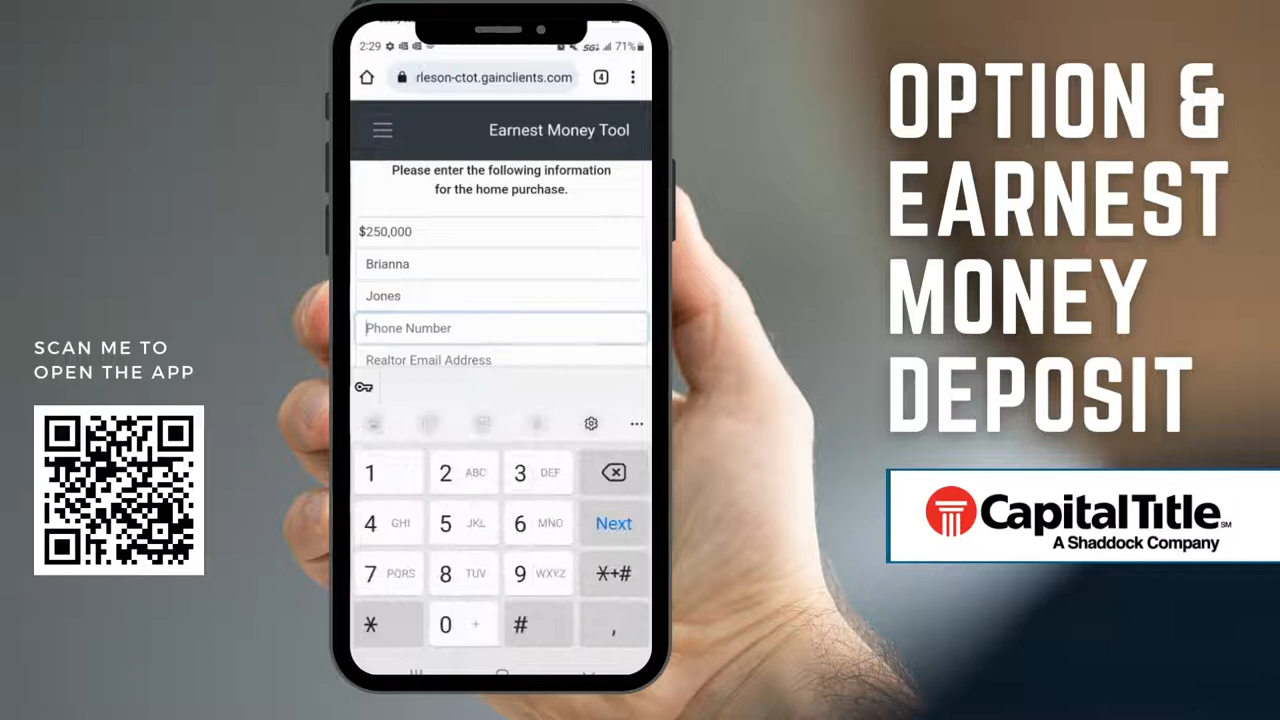 2:29
5G
71%
rleson-ctot.gainclients.com
4
Earnest Money Tool
Please enter the following information
for the home purchase.
$250,000
Brianna
Jones
Phone Number
Realtor Email Address
1
2 ABC
3 DEF
4 GHI
5 JKL
6 MNO
Next
7 PQRS
8 TUV
9 WXYZ
*+#
*
0 +
#
,
SCAN ME TO
OPEN THE APP
OPTION &
EARNEST
MONEY
DEPOSIT
CapitalTitle SM
A Shaddock Company